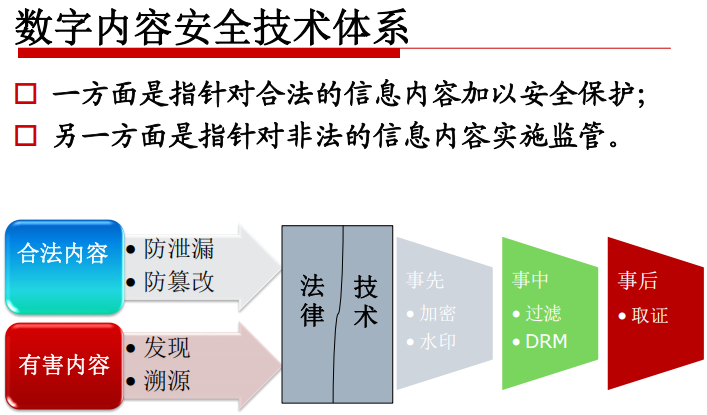 数字内容安全技术体系
一方面是指针对合法的信息内容加以安全保护；
另一方面是指针对非法的信息内容实施监管。
合法内容
• 防泄漏
• 防篡改
有害内容
• 发现
• 溯源
法律
技术
事先
• 加密
• 水印
事中
• 过滤
• DRM
事后
• 取证